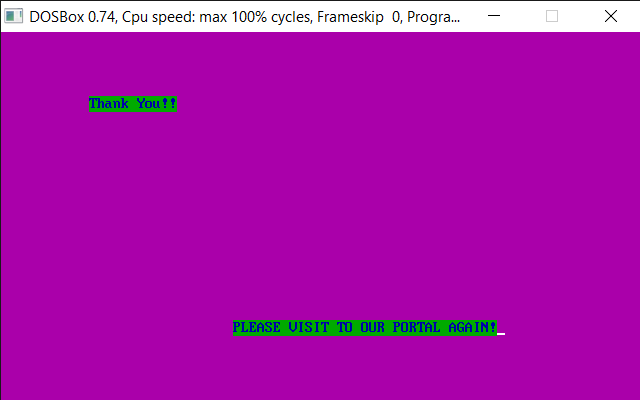 DOSBox 0.74, Cpu speed: max 100% cycles, Frameskip  0, Progra...
Thank You!!
PLEASE VISIT TO OUR PORTAL AGAIN!_